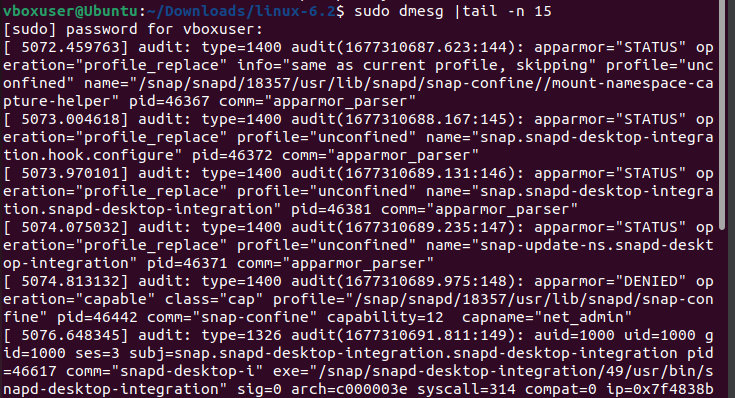 vboxuser@Ubuntu:~/Downloads/linux-6.2$ sudo dmesg |tail -n 15
[sudo] password for vboxuser:
[ 5072.459763] audit: type=1400 audit(1677310687.623:144): apparmor="STATUS" op
eration="profile_replace" info="same as current profile, skipping" profile="unc
onfined" name="/snap/snapd/18357/usr/lib/snapd/snap-confine//mount-namespace-ca
pture-helper" pid=46367 comm="apparmor_parser"
[ 5073.004618] audit: type=1400 audit(1677310688.167:145): apparmor="STATUS" op
eration="profile_replace" profile="unconfined" name="snap.snapd-desktop-integra
tion.hook.configure" pid=46372 comm="apparmor_parser"
[ 5073.970101] audit: type=1400 audit(1677310689.131:146): apparmor="STATUS" op
eration="profile_replace" profile="unconfined" name="snap.snapd-desktop-integra
tion.snapd-desktop-integration" pid=46381 comm="apparmor_parser"
[ 5074.075032] audit: type=1400 audit(1677310689.235:147): apparmor="STATUS" op
eration="profile_replace" profile="unconfined" name="snap-update-ns.snapd-deskt
op-integration" pid=46371 comm="apparmor_parser"
[ 5074.813132] audit: type=1400 audit(1677310689.975:148): apparmor="DENIED" op
eration="capable" class="cap" profile="/snap/snapd/18357/usr/lib/snapd/snap-con
fine" pid=46442 comm="snap-confine" capability=12  capname="net_admin"
[ 5076.648345] audit: type=1326 audit(1677310691.811:149): auid=1000 uid=1000 g
id=1000 ses=3 subj=snap.snapd-desktop-integration.snapd-desktop-integration pid
=46617 comm="snapd-desktop-i" exe="/snap/snapd-desktop-integration/49/usr/bin/s
napd-desktop-integration" sig=0 arch=c000003e syscall=314 compat=0 ip=0x7f4838b